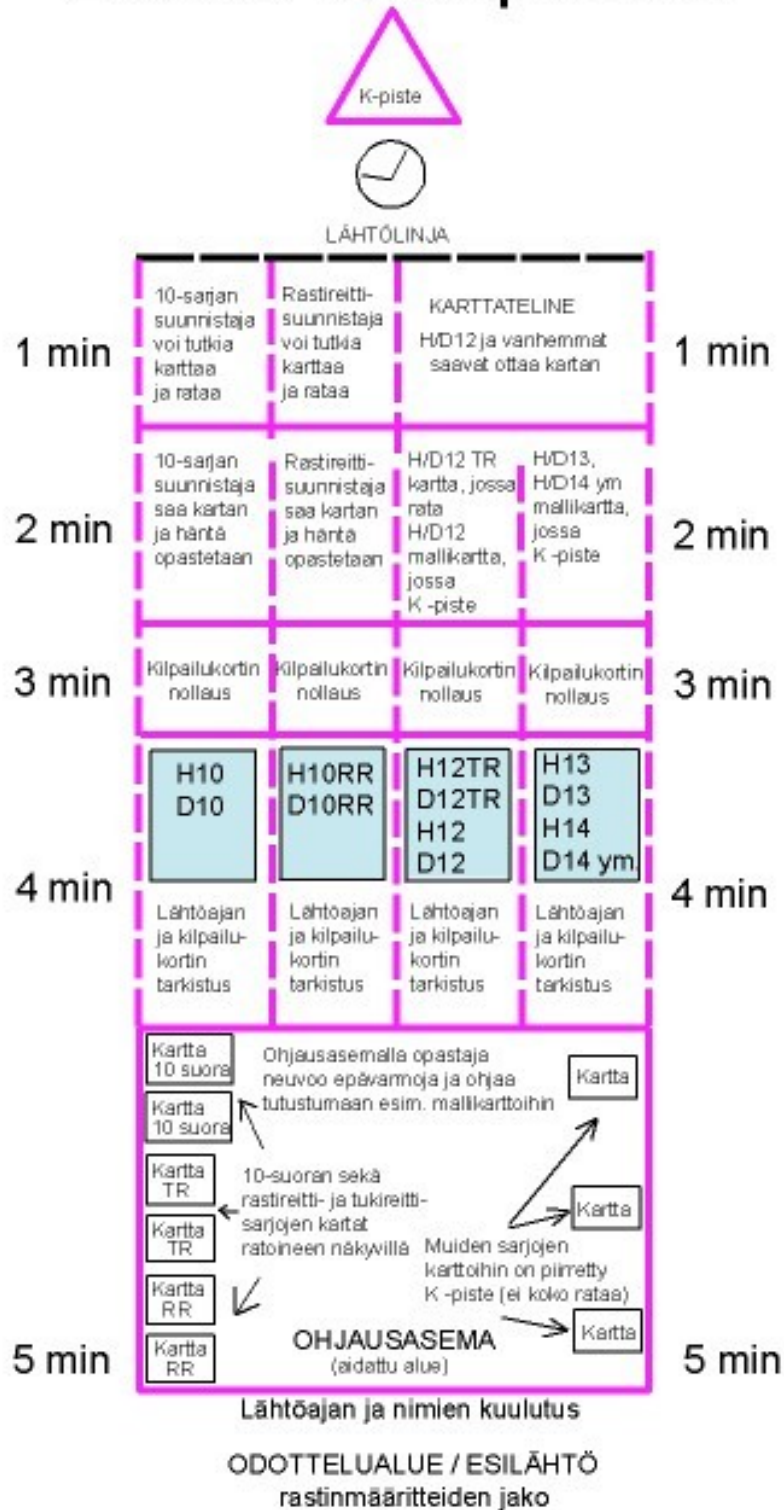 K-piste
LÄHTÖLINJA
1 min
10-sarjan
suunnistaja
voi tutkia
karttaa
ja rataa
Rastireitti-
suunnistaja
voi tutkia
karttaa
ja rataa
KARTTATELINE
H/D12 ja vanhemmat
saavat ottaa kartan
1 min
2 min
10-sarjan
suunnistaja
saa kartan
ja häntä
opastetaan
Rastireitti-
suunnistaja
saa kartan
ja häntä
opastetaan
H/D12 TR
kartta, jossa
rata
H/D12
mallikartta,
jossa
K -piste
H/D13,
H/D14 ym
mallikartta,
jossa
K -piste
2 min
3 min
Kilpailukortin
nollaus
Kilpailukortin
nollaus
Kilpailukortin
nollaus
Kilpailukortin
nollaus
3 min
4 min
H10
D10
Lähtöajan
ja kilpailu-
kortin
tarkistus
H10RR
D10RR
Lähtöajan
ja kilpailu-
kortin
tarkistus
H12TR
D12TR
H12
D12
Lähtöajan
ja kilpailu-
kortin
tarkistus
H13
D13
H14
D14 ym.
Lähtöajan
ja kilpailu-
kortin
tarkistus
4 min
Kartta
10 suora
Kartta
10 suora
Kartta
TR
Kartta
TR
Kartta
RR
Kartta
RR
Ohjausasemalla opastaja
neuvoo epävarmoja ja ohjaa
tutustumaan esim. mallikarttoihin
10-suoran sekä
rastireitti- ja tukireitti-
sarjojen kartat
ratoineen näkyvillä
Muiden sarjojen
karttoihin on piirretty
K -piste (ei koko rataa)
Kartta
Kartta
Kartta
5 min
OHJAUSASEMA
(aidattu alue)
5 min
Lähtöajan ja nimien kuulutus
ODOTTELUALUE / ESILÄHTÖ
rastinmääritteiden jako